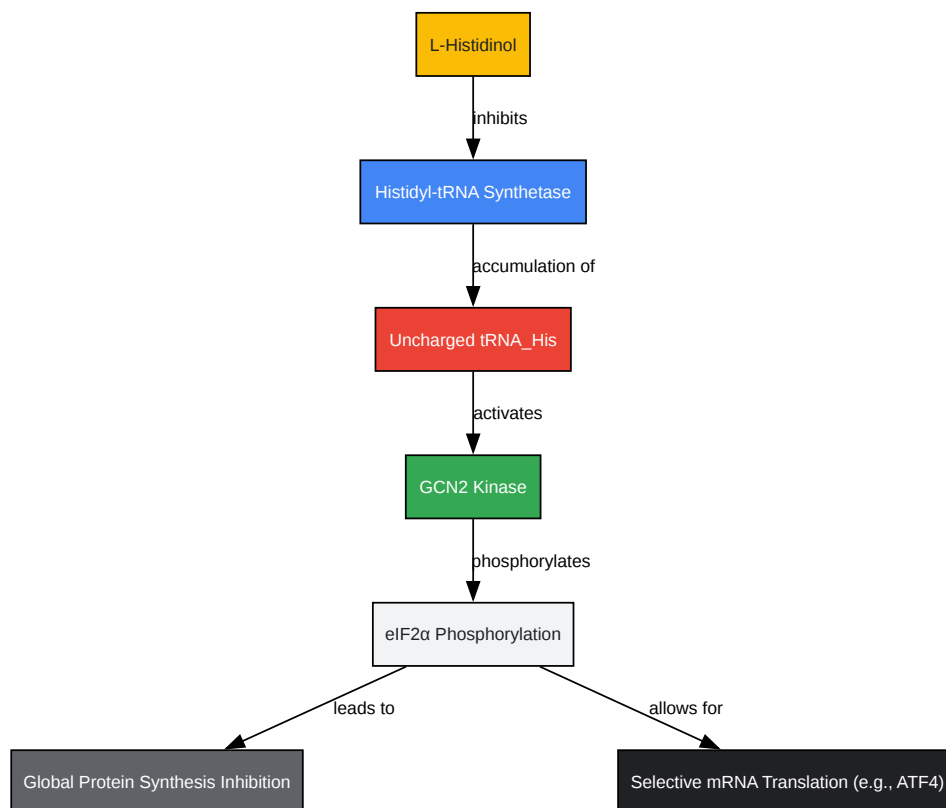 L-Histidinol
inhibits
Histidyl-tRNA Synthetase
accumulation of
Uncharged tRNA_His
activates
GCN2 Kinase
phosphorylates
eIF2α Phosphorylation
leads to
allows for
Global Protein Synthesis Inhibition
Selective mRNA Translation (e.g., ATF4)